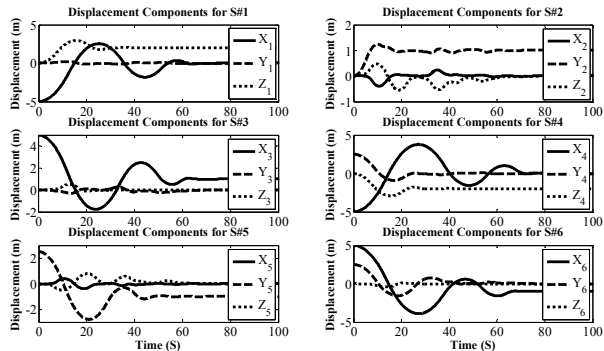 Displacement Components for S#1
Displacement (m)
5
0
-5
0 20 40 60 80 100
X1
Y1
Z1
Displacement Components for S#2
Displacement (m)
2
1
0
-1
0 20 40 60 80 100
X2
Y2
Z2
Displacement Components for S#3
Displacement (m)
4
2
0
-2
0 20 40 60 80 100
X3
Y3
Z3
Displacement Components for S#4
Displacement (m)
5
0
-5
0 20 40 60 80 100
X4
Y4
Z4
Displacement Components for S#5
Displacement (m)
2
0
-2
0 20 40 60 80 100
Time (S)
X5
Y5
Z5
Displacement Components for S#6
Displacement (m)
5
0
-5
0 20 40 60 80 100
Time (S)
X6
Y6
Z6